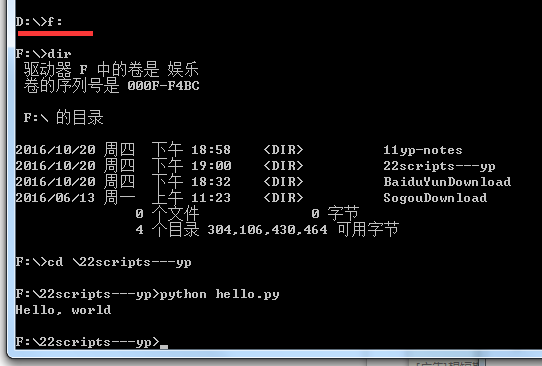 D:\>f:
F:\>dir
驱动器 F 中的卷是 娱乐
卷的序列号是 000F-F4BC
F:\ 的目录
2016/10/20 周四 下午 18:58 <DIR> 11yp-notes
2016/10/20 周四 下午 19:00 <DIR> 22scripts---yp
2016/10/20 周四 下午 18:32 <DIR> BaiduYunDownload
2016/06/13 周一 上午 11:23 <DIR> SogouDownload
0 个文件 0 字节
4 个目录 304,106,430,464 可用字节
F:\>cd \22scripts---yp
F:\22scripts---yp>python hello.py
Hello, world
F:\22scripts---yp>_